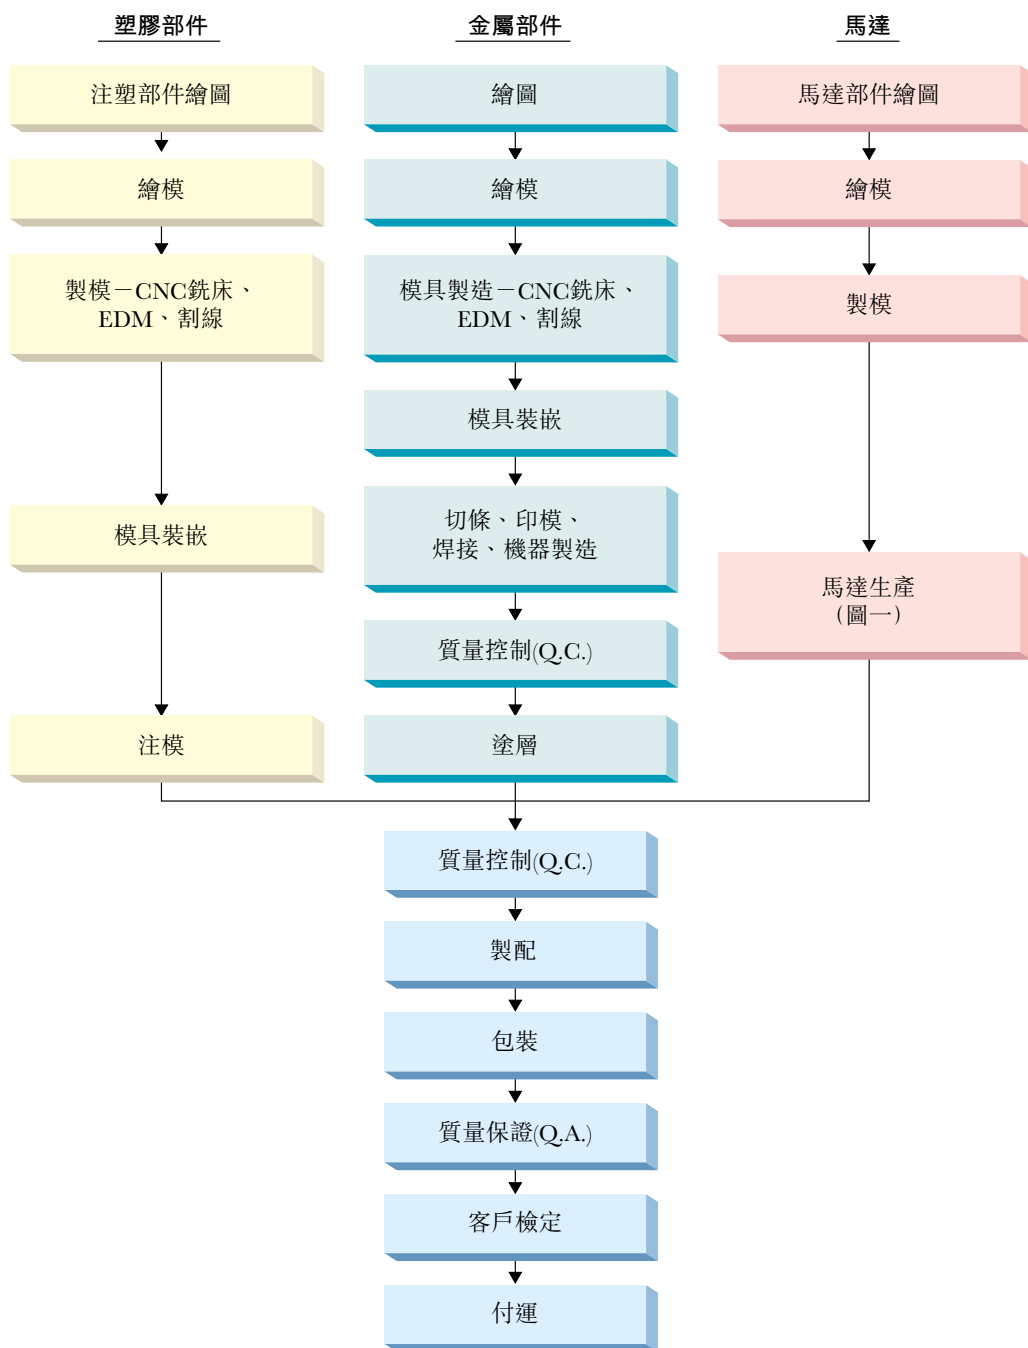 塑膠部件
注塑部件繪圖
繪模
製模－CNC銑床、
EDM、割線
模具裝嵌
注模
金屬部件
繪圖
繪模
模具製造－CNC銑床、
EDM、割線
模具裝嵌
切條、印模、
焊接、機器製造
質量控制(Q.C.)
塗層
馬達
馬達部件繪圖
繪模
製模
馬達生產
（圖一）
質量控制(Q.C.)
製配
包裝
質量保證(Q.A.)
客戶檢定
付運